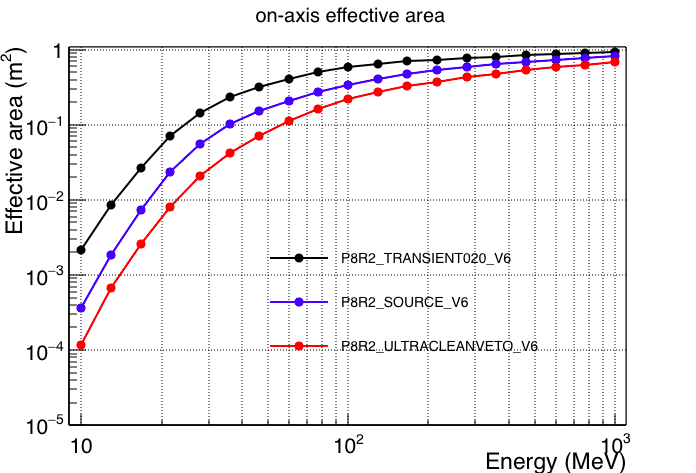 on-axis effective area
Effective area (m²)
1
10⁻¹
10⁻²
10⁻³
10⁻⁴
10⁻⁵
P8R2_TRANSIENT020_V6
P8R2_SOURCE_V6
P8R2_ULTRACLEANVETO_V6
10
10²
10³
Energy (MeV)